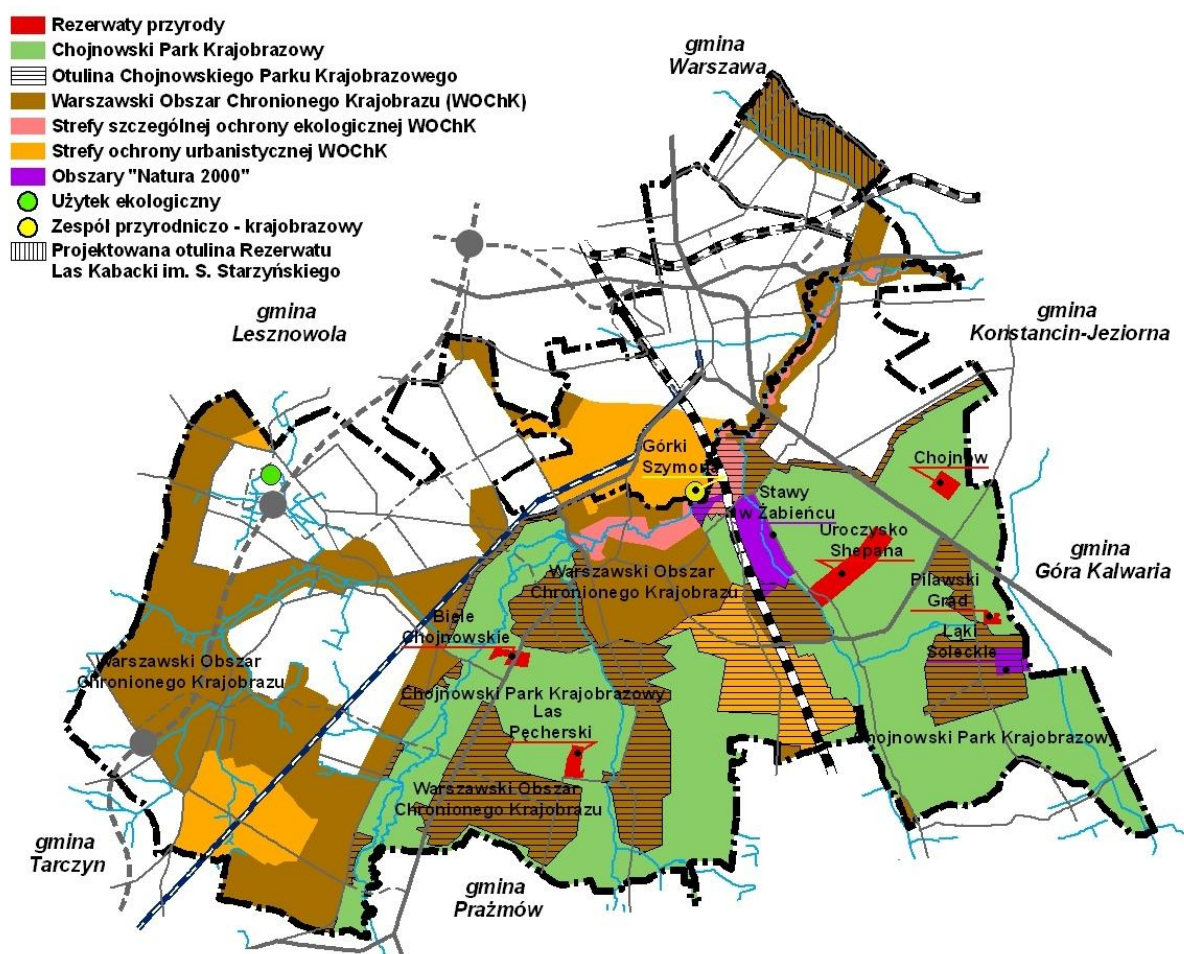 Rezerwaty przyrody
Chojnowski Park Krajobrazowy
Otulina Chojnowskiego Parku Krajobrazowego
Warszawski Obszar Chronionego Krajobrazu (WOChK)
Strefy szczególnej ochrony ekologicznej WOChK
Strefy ochrony urbanistycznej WOChK
Obszary "Natura 2000"
Użytek ekologiczny
Zespół przyrodniczo - krajobrazowy
Projektowana otulina Rezerwatu
Las Kabacki im. S. Starzyńskiego
gmina
Warszawa
gmina
Lesznowola
gmina
Konstancin-Jeziorna
Górki
Chojnów
Stawy
w Żabieńcu
Uroczysko
Stephana
gmina
Góra Kalwaria
Pilawski
Grąd
Łąki
Soleckie
Warszawski Obszar
Chronionego Krajobrazu
Biele
Chojnowskie
Warszawski Obszar
Chronionego Krajobrazu
Chojnowski Park Krajobrazowy
Las
Pęcherski
Chojnowski Park Krajobrazowy
Warszawski Obszar
Chronionego Krajobrazu
gmina
Tarczyn
gmina
Prażmów